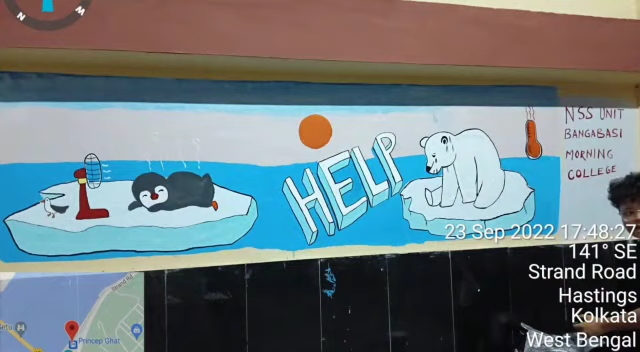 N
W
HELP
NSS UNIT
BANGABASI
MORNING
COLLEGE
23 Sep 2022 17:48:27
141° SE
Strand Road
Hastings
Kolkata
West Bengal
Princep Ghat